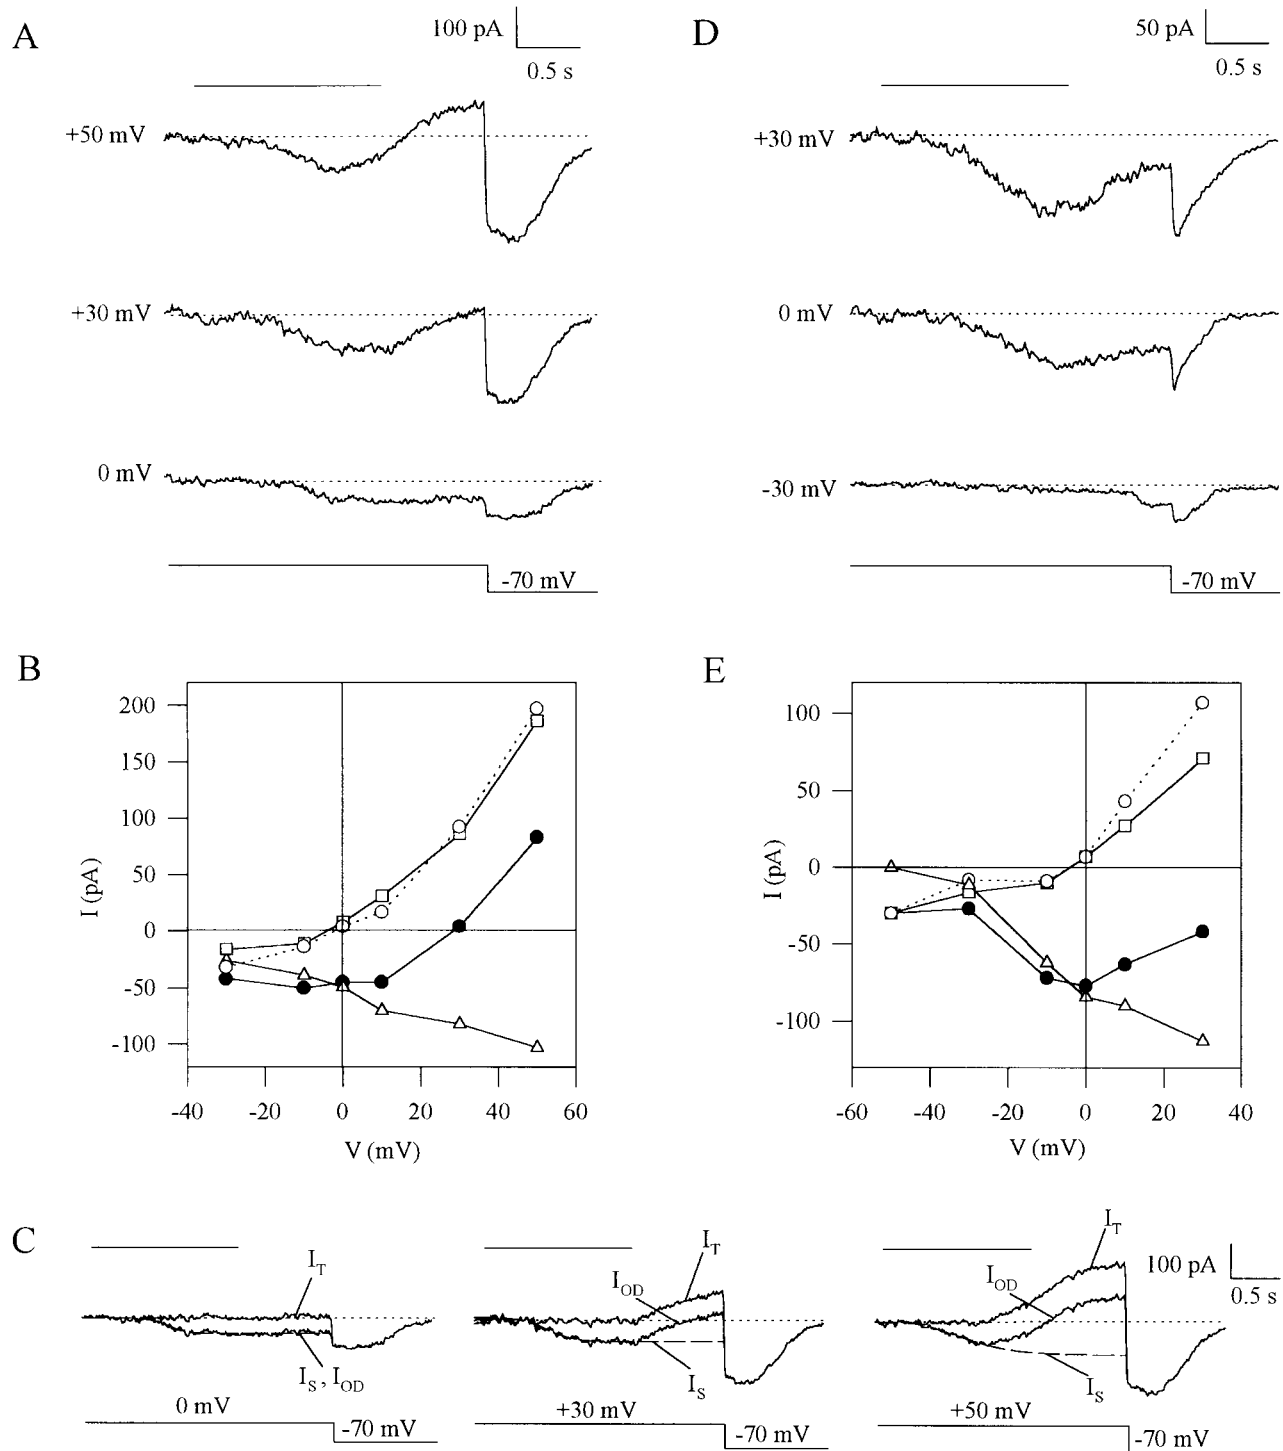 A
100 pA
0.5 s
+50 mV
+30 mV
0 mV
-70 mV
D
50 pA
0.5 s
+30 mV
0 mV
-30 mV
-70 mV
B
200
150
100
50
0
-50
-100
I (pA)
-40 -20 0 20 40 60
V (mV)
E
100
50
0
-50
-100
I (pA)
-60 -40 -20 0 20 40
V (mV)
C
I_T
I_S , I_OD
0 mV
-70 mV
I_T
I_OD
I_S
+30 mV
-70 mV
I_T
I_OD
I_S
100 pA
0.5 s
+50 mV
-70 mV